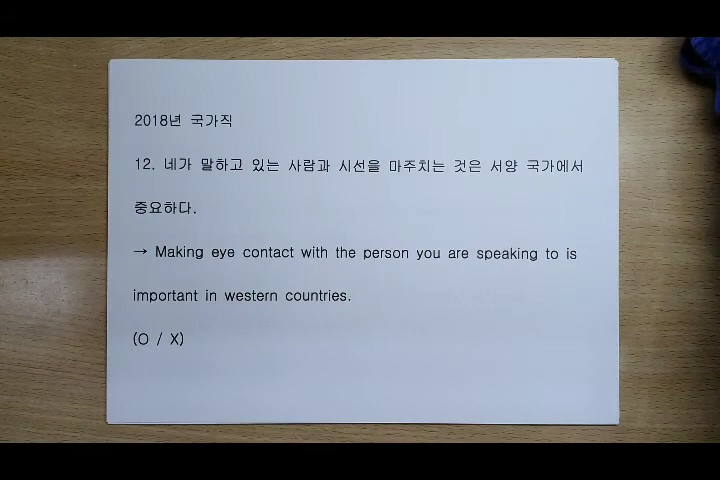 2018년 국가직
12. 네가 말하고 있는 사람과 시선을 마주치는 것은 서양 국가에서
중요하다.
→ Making eye contact with the person you are speaking to is
important in western countries.
(O / X)